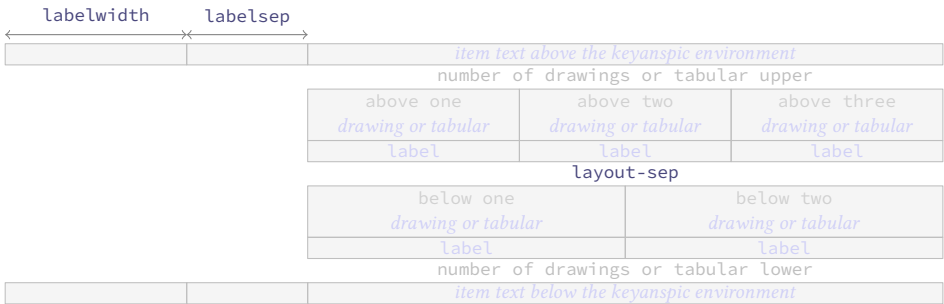 labelwidth labelsep
item text above the keyanspic environment
number of drawings or tabular upper
above one above two above three
drawing or tabular drawing or tabular drawing or tabular
label label label
layout-sep
below one below two
drawing or tabular drawing or tabular
label label
number of drawings or tabular lower
item text below the keyanspic environment